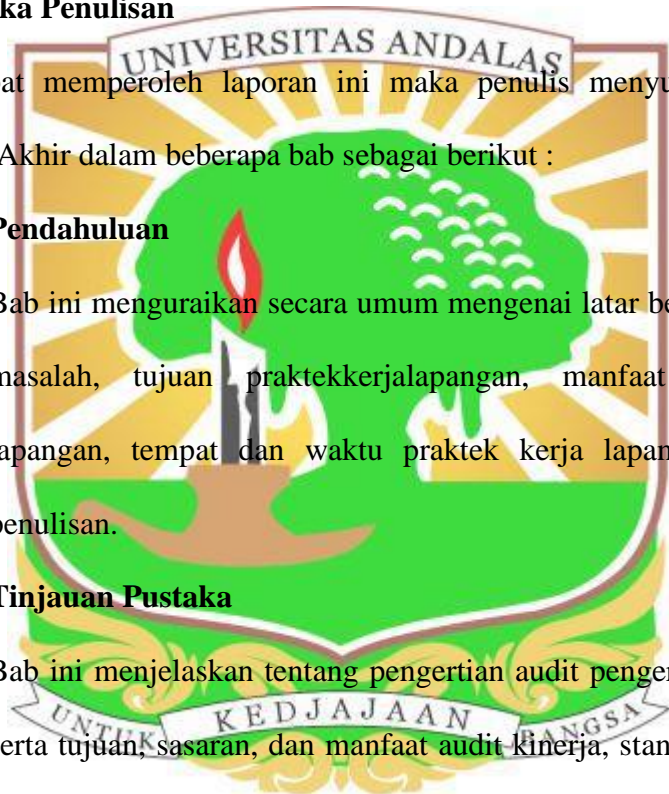 ka Penulisan
UNIVERSITAS ANDALAS
at memperoleh laporan ini maka penulis menyu
Akhir dalam beberapa bab sebagai berikut :
Pendahuluan
Bab ini menguraikan secara umum mengenai latar be
masalah, tujuan praktekkerjalapangan, manfaat
apangan, tempat dan waktu praktek kerja lapan
penulisan.
Tinjauan Pustaka
Bab ini menjelaskan tentang pengertian audit penger
UNTUK KEDJAJAAN BANGSA
erta tujuan, sasaran, dan manfaat audit kinerja, stan